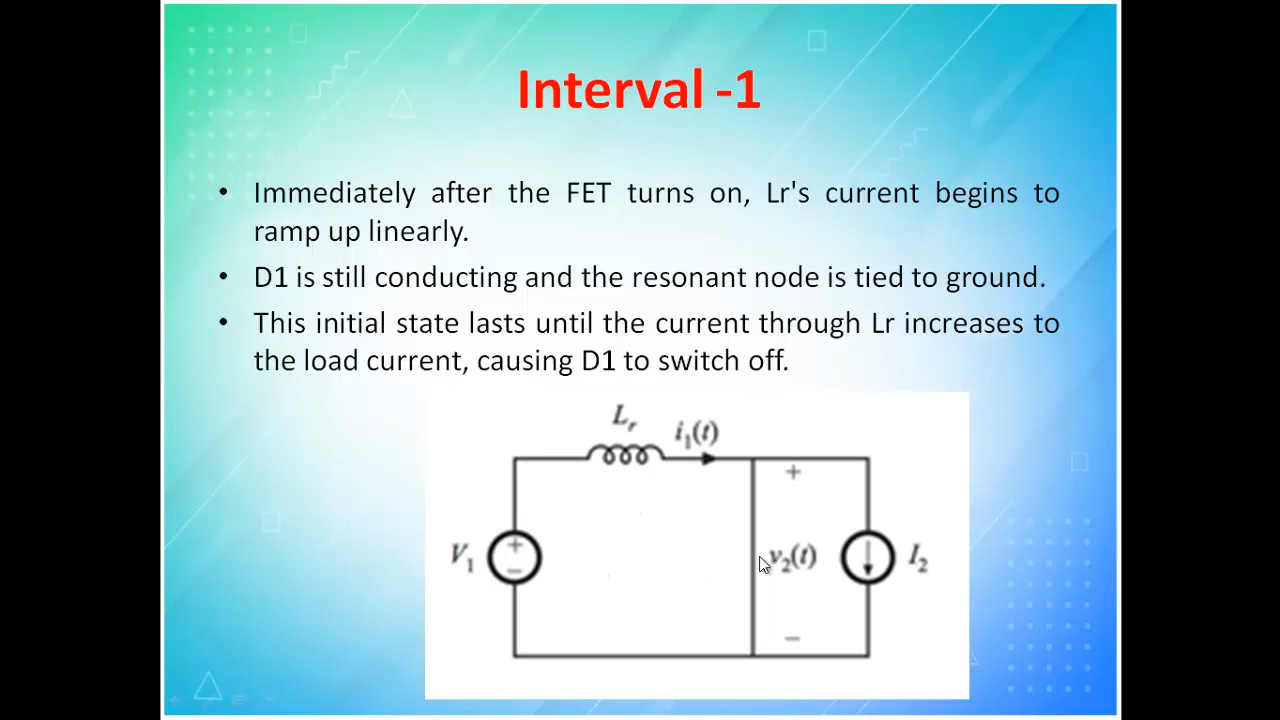 Interval -1
• Immediately after the FET turns on, Lr's current begins to
ramp up linearly.
• D1 is still conducting and the resonant node is tied to ground.
• This initial state lasts until the current through Lr increases to
the load current, causing D1 to switch off.
Lr
i1(t)
+
V1
+
−
v2(t)
I2
−